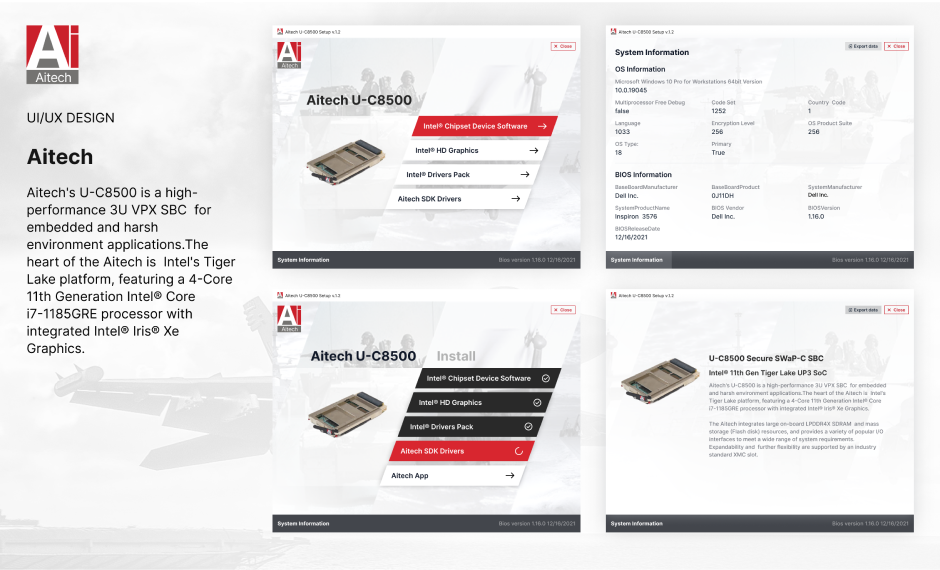 Ai
Aitech
UI/UX DESIGN
Aitech
Aitech's U-C8500 is a high-
performance 3U VPX SBC for
embedded and harsh
environment applications.The
heart of the Aitech is Intel's Tiger
Lake platform, featuring a 4-Core
11th Generation Intel® Core
i7-1185GRE processor with
integrated Intel® Iris® Xe
Graphics.
Aitech U-C8500 Setup v.1.2
Ai
Aitech
× Close
Aitech U-C8500
Intel® Chipset Device Software
Intel® HD Graphics
Intel® Drivers Pack
Aitech SDK Drivers
System Information
Bios version 1.16.0 12/16/2021
Aitech U-C8500 Setup v.1.2
Export data
× Close
System Information
OS Information
Microsoft Windows 10 Pro for Workstations 64bit Version
10.0.19045
Multiprocessor Free Debug Code Set Country Code
false 1252 1
Language Encryption Level OS Product Suite
1033 256 256
OS Type: Primary
18 True
BIOS Information
BaseBoardManufacturer BaseBoardProduct SystemManufacturer
Dell Inc. 0J11DH Dell Inc.
SystemProductName BIOS Vendor BIOSVersion
Inspiron 3576 Dell Inc. 1.16.0
BIOSReleaseDate
12/16/2021
System Information
Bios version 1.16.0 12/16/2021
Aitech U-C8500 Setup v.1.2
Ai
Aitech
× Close
Aitech U-C8500 Install
Intel® Chipset Device Software
Intel® HD Graphics
Intel® Drivers Pack
Aitech SDK Drivers
Aitech App
System Information
Bios version 1.16.0 12/16/2021
Aitech U-C8500 Setup v.1.2
Export data
× Close
U-C8500 Secure SWaP-C SBC
Intel® 11th Gen Tiger Lake UP3 SoC
Aitech's U-C8500 is a high-performance 3U VPX SBC for embedded
and harsh environment applications.The heart of the Aitech is Intel's
Tiger Lake platform, featuring a 4-Core 11th Generation Intel® Core
i7-1185GRE processor with integrated Intel® Iris® Xe Graphics.
The Aitech integrates large on-board LPDDR4X SDRAM and mass
storage (Flash disk) resources, and provides a variety of popular I/O
interfaces to meet a wide range of system requirements.
Expandability and further flexibility are supported by an industry
standard XMC slot.
System Information
Bios version 1.16.0 12/16/2021